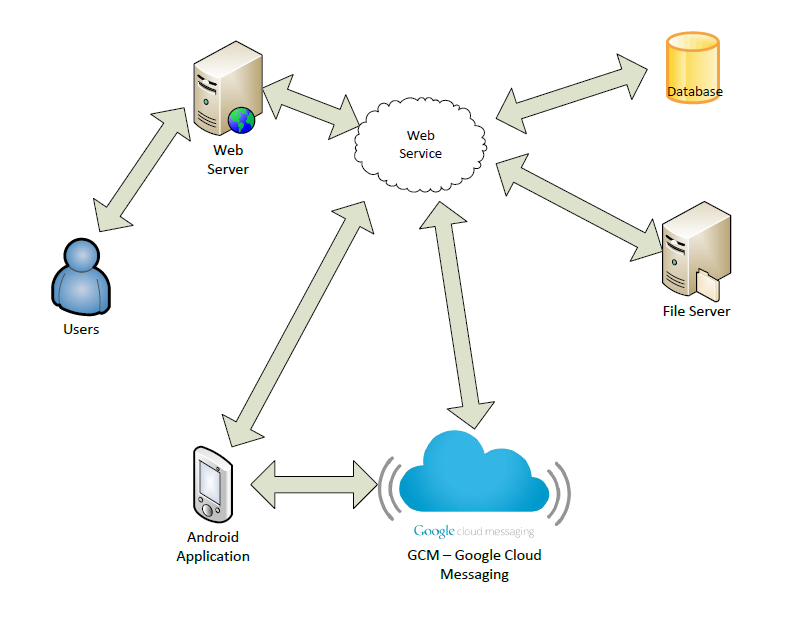 Database
Web
Service
Web
Server
File Server
Users
Google cloud messaging
Android
Application
GCM – Google Cloud
Messaging